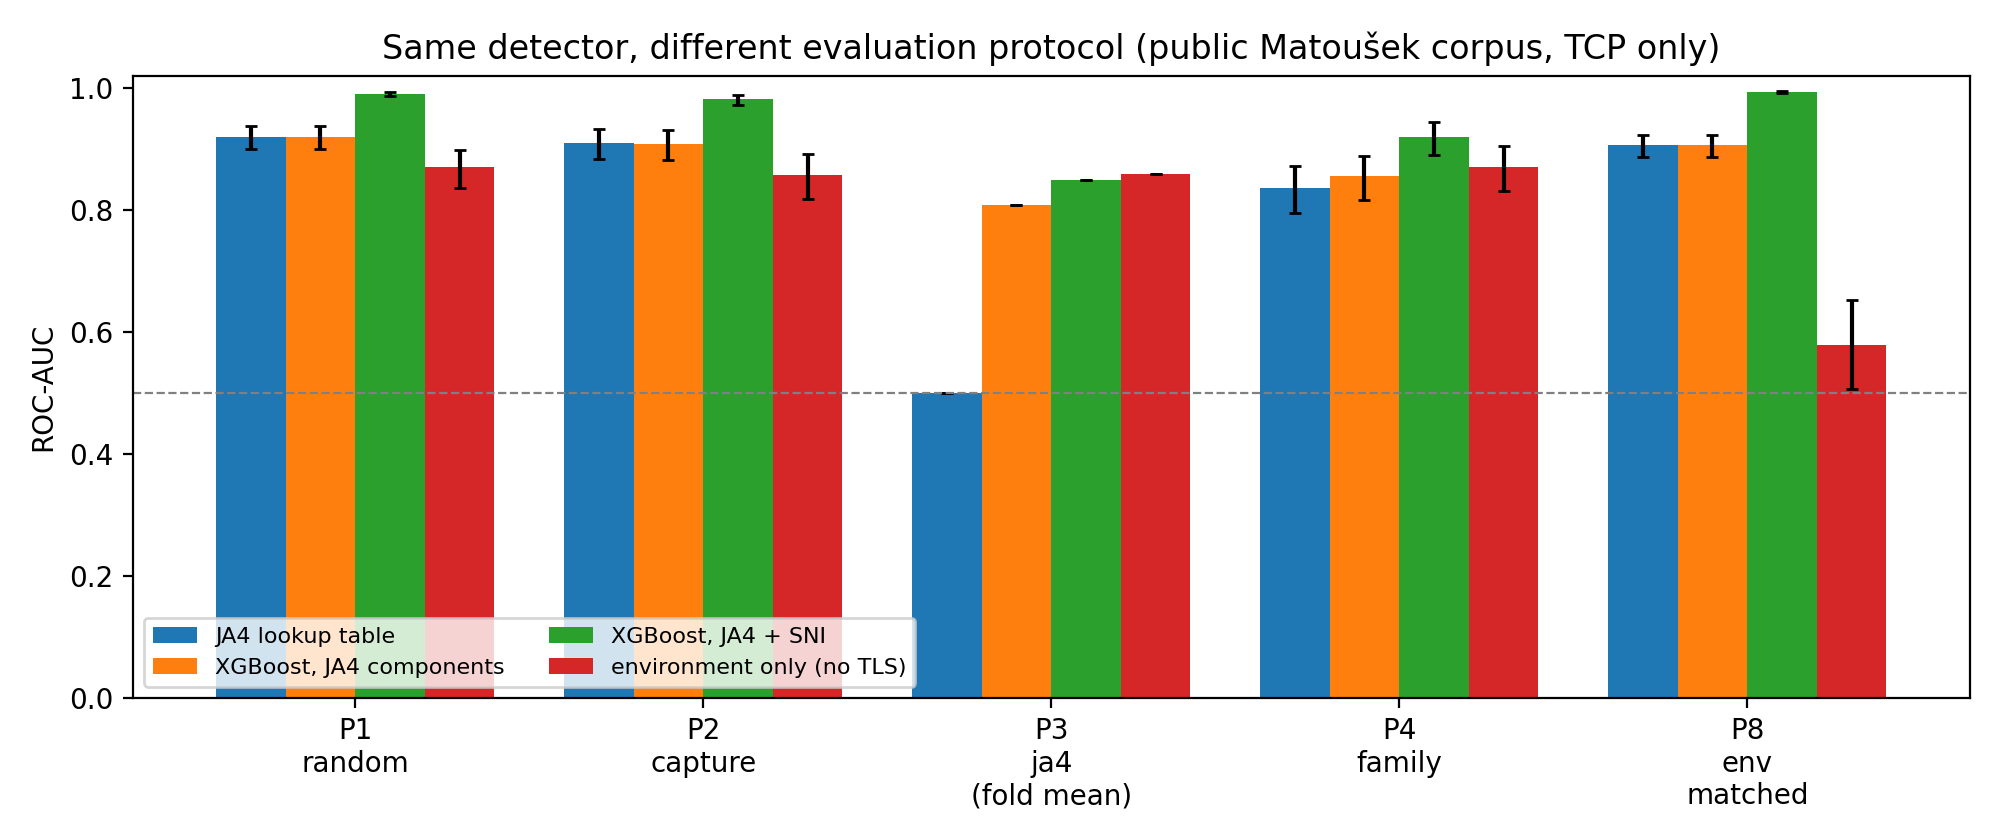 Same detector, different evaluation protocol (public Matoušek corpus, TCP only)
ROC-AUC
1.0
0.8
0.6
0.4
0.2
0.0
JA4 lookup table
XGBoost, JA4 components
XGBoost, JA4 + SNI
environment only (no TLS)
P1
random
P2
capture
P3
ja4
(fold mean)
P4
family
P8
env
matched